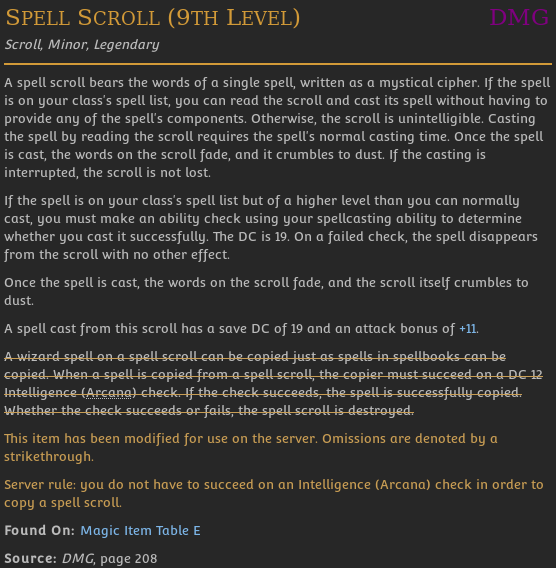 Spell Scroll (9th Level) DMG
Scroll, Minor, Legendary
A spell scroll bears the words of a single spell, written as a mystical cipher. If the spell
is on your class's spell list, you can read the scroll and cast its spell without having to
provide any of the spell's components. Otherwise, the scroll is unintelligible. Casting
the spell by reading the scroll requires the spell's normal casting time. Once the spell
is cast, the words on the scroll fade, and it crumbles to dust. If the casting is
interrupted, the scroll is not lost.
If the spell is on your class's spell list but of a higher level than you can normally
cast, you must make an ability check using your spellcasting ability to determine
whether you cast it successfully. The DC is 19. On a failed check, the spell disappears
from the scroll with no other effect.
Once the spell is cast, the words on the scroll fade, and the scroll itself crumbles to
dust.
A spell cast from this scroll has a save DC of 19 and an attack bonus of +11.
A wizard spell on a spell scroll can be copied just as spells in spellbooks can be
copied. When a spell is copied from a spell scroll, the copier must succeed on a DC 12
Intelligence (Arcana) check. If the check succeeds, the spell is successfully copied.
Whether the check succeeds or fails, the spell scroll is destroyed.
This item has been modified for use on the server. Omissions are denoted by a
strikethrough.
Server rule: you do not have to succeed on an Intelligence (Arcana) check in order to
copy a spell scroll.
Found On: Magic Item Table E
Source: DMG, page 208